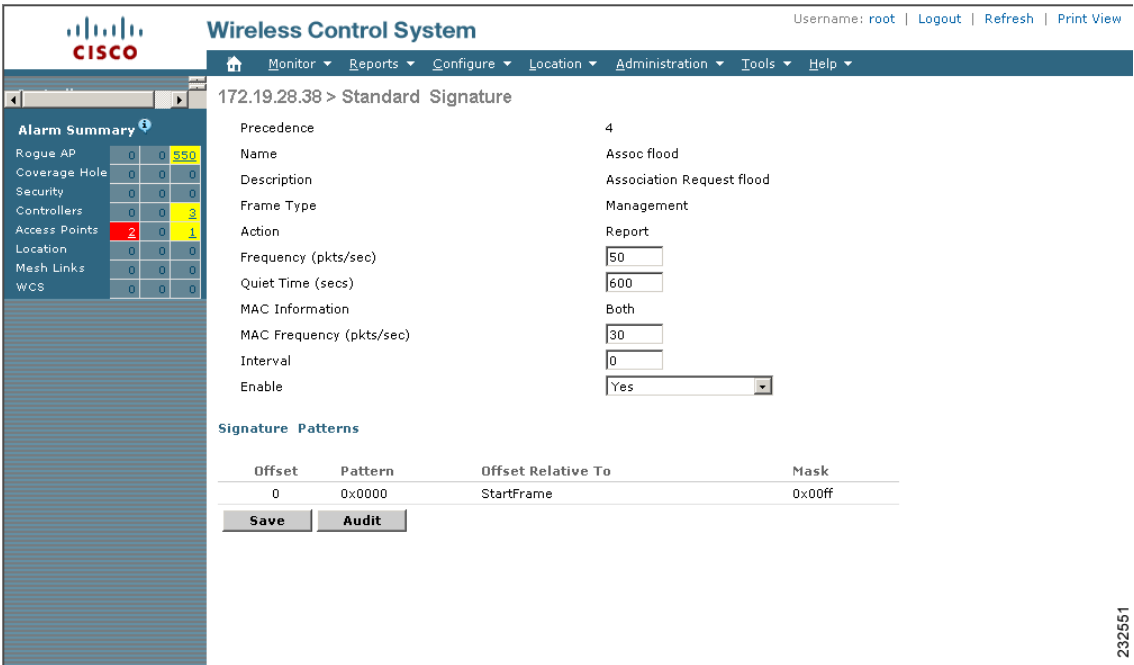 Username: root | Logout | Refresh | Print View
CISCO
Wireless Control System
Monitor Reports Configure Location Administration Tools Help
172.19.28.38 > Standard Signature
Alarm Summary
Rogue AP 0 0 550
Coverage Hole 0 0 0
Security 0 0 0
Controllers 0 0 3
Access Points 2 0 1
Location 0 0 0
Mesh Links 0 0 0
WCS 0 0 0
Precedence 4
Name Assoc flood
Description Association Request flood
Frame Type Management
Action Report
Frequency (pkts/sec) 50
Quiet Time (secs) 600
MAC Information Both
MAC Frequency (pkts/sec) 30
Interval 0
Enable Yes
Signature Patterns
Offset Pattern Offset Relative To Mask
0 0x0000 StartFrame 0x00ff
Save Audit
232551